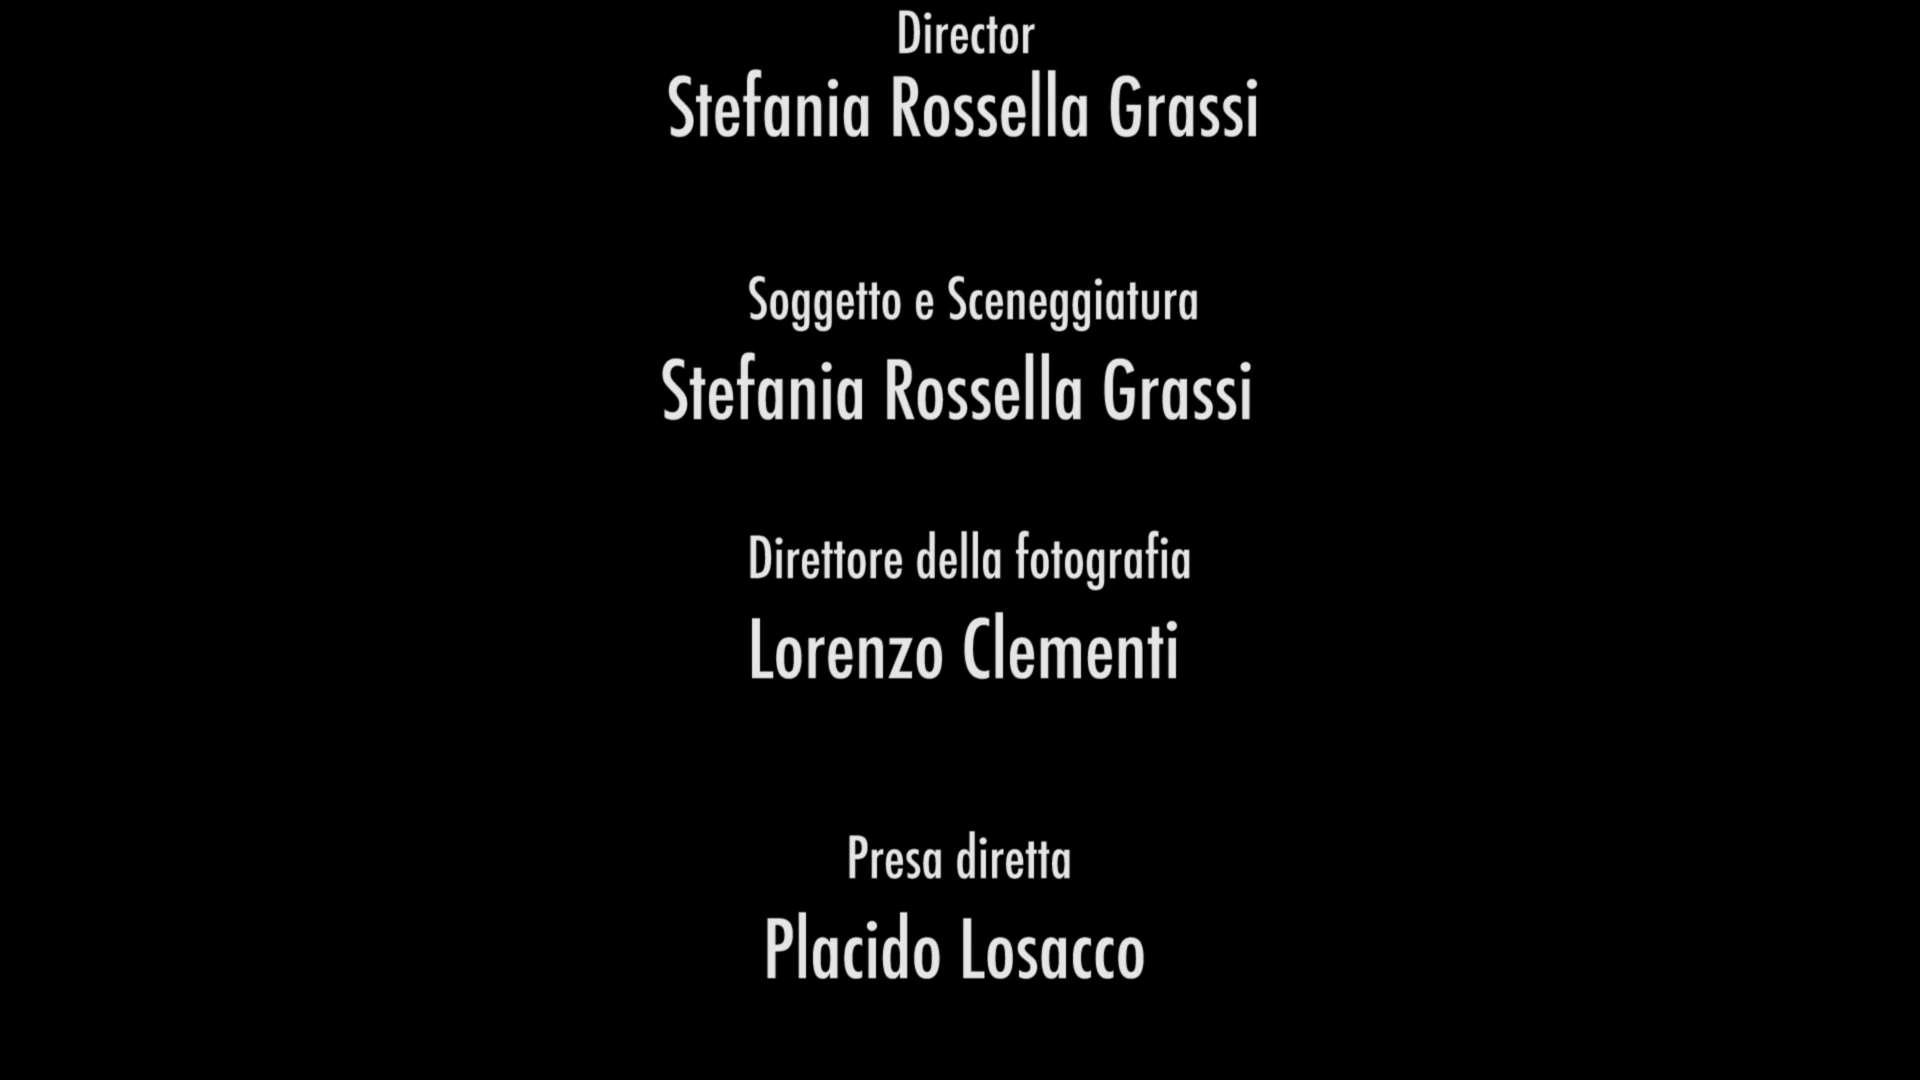 Director
Stefania Rossella Grassi
Soggetto e Sceneggiatura
Stefania Rossella Grassi
Direttore della fotografia
Lorenzo Clementi
Presa diretta
Placido Losacco